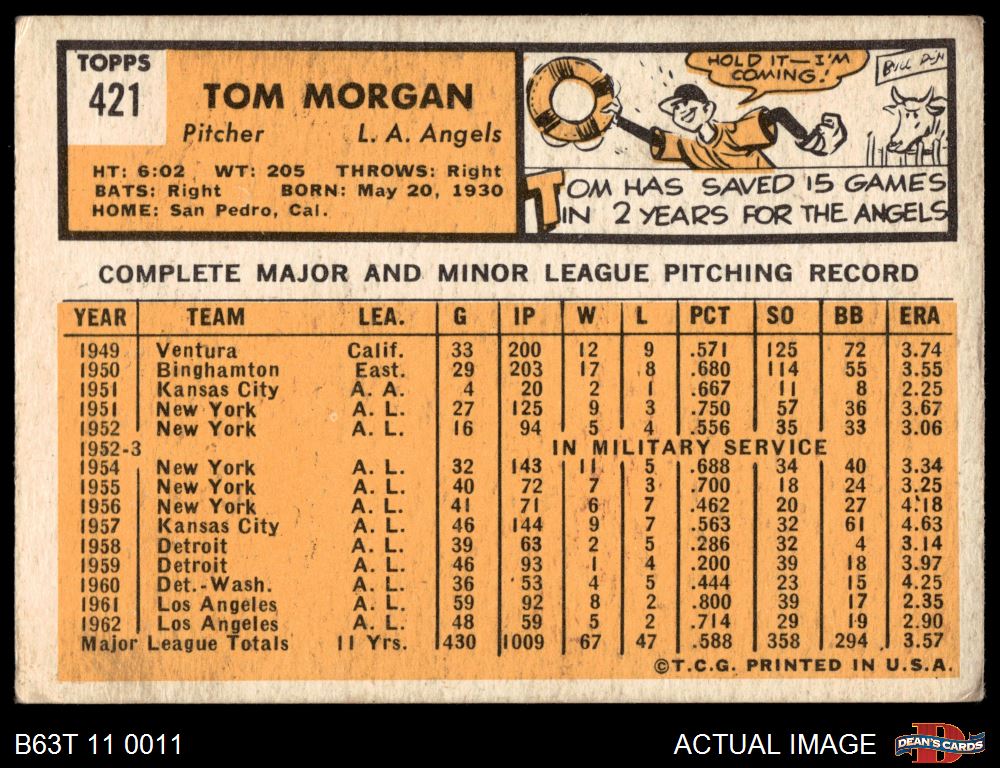 TOPPS
421
TOM MORGAN
Pitcher L. A. Angels
HT: 6:02 WT: 205 THROWS: Right
BATS: Right BORN: May 20, 1930
HOME: San Pedro, Cal.
HOLD IT—I'M
COMING!
BULL PEN
TOM HAS SAVED 15 GAMES
IN 2 YEARS FOR THE ANGELS
COMPLETE MAJOR AND MINOR LEAGUE PITCHING RECORD
YEAR TEAM LEA. G IP W L PCT SO BB ERA
1949 Ventura Calif. 33 200 12 9 .571 125 72 3.74
1950 Binghamton East. 29 203 17 8 .680 114 55 3.55
1951 Kansas City A. A. 4 20 2 1 .667 11 8 2.25
1951 New York A. L. 27 125 9 3 .750 57 36 3.67
1952 New York A. L. 16 94 5 4 .556 35 33 3.06
1952-3 IN MILITARY SERVICE
1954 New York A. L. 32 143 11 5 .688 34 40 3.34
1955 New York A. L. 40 72 7 3 .700 18 24 3.25
1956 New York A. L. 41 71 6 7 .462 20 27 4.18
1957 Kansas City A. L. 46 144 9 7 .563 32 61 4.63
1958 Detroit A. L. 39 63 2 5 .286 32 4 3.14
1959 Detroit A. L. 46 93 1 4 .200 39 18 3.97
1960 Det.-Wash. A. L. 36 53 4 5 .444 23 15 4.25
1961 Los Angeles A. L. 59 92 8 2 .800 39 17 2.35
1962 Los Angeles A. L. 48 59 5 2 .714 29 19 2.90
Major League Totals 11 Yrs. 430 1009 67 47 .588 358 294 3.57
©T.C.G. PRINTED IN U.S.A.
B63T 11 0011
ACTUAL IMAGE
D
DEAN'S CARDS